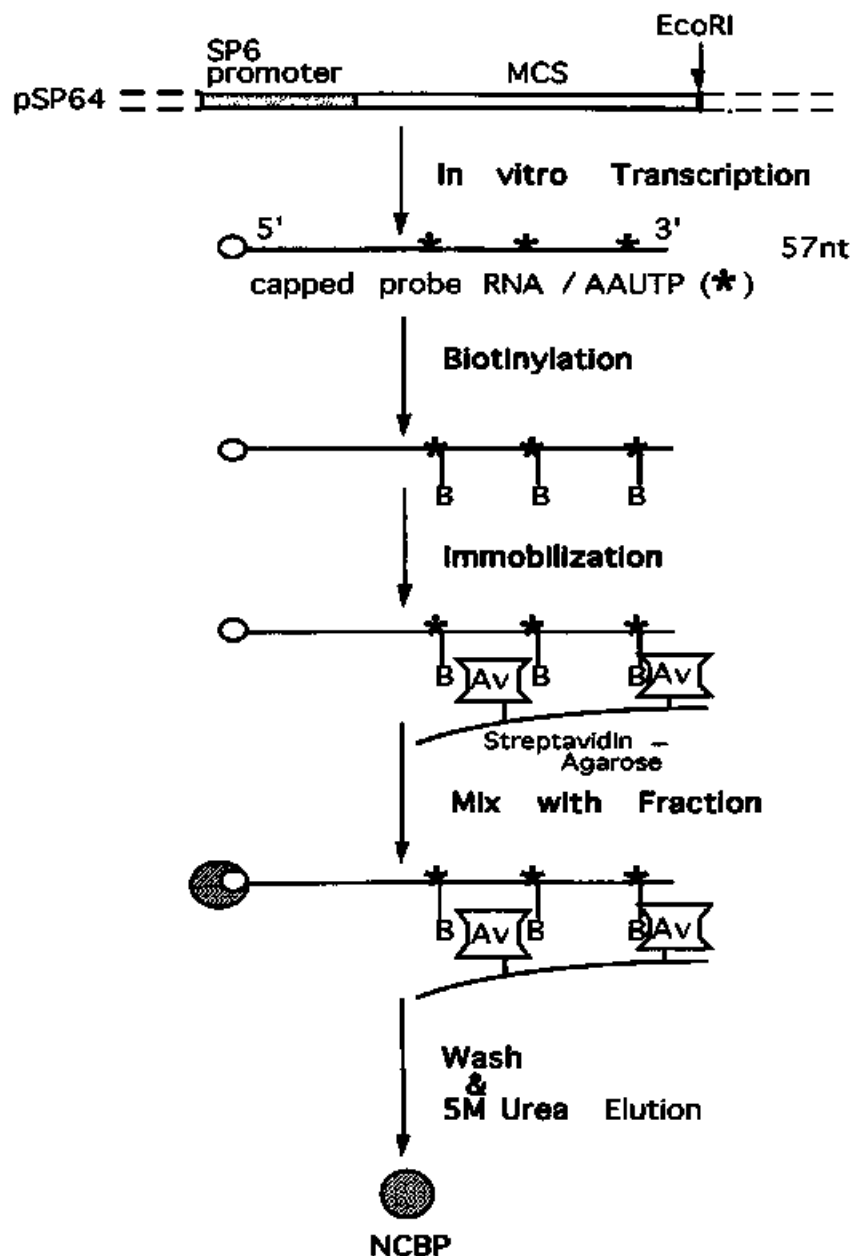 EcoRI
SP6
promoter
MCS
pSP64
In vitro Transcription
5' 3'
57nt
capped probe RNA / AAUTP (*)
Biotinylation
* * *
B B B
Immobilization
* * *
B Av B B Av
Streptavidin –
Agarose
Mix with Fraction
* * *
B Av B B Av
Wash
&
5M Urea Elution
NCBP